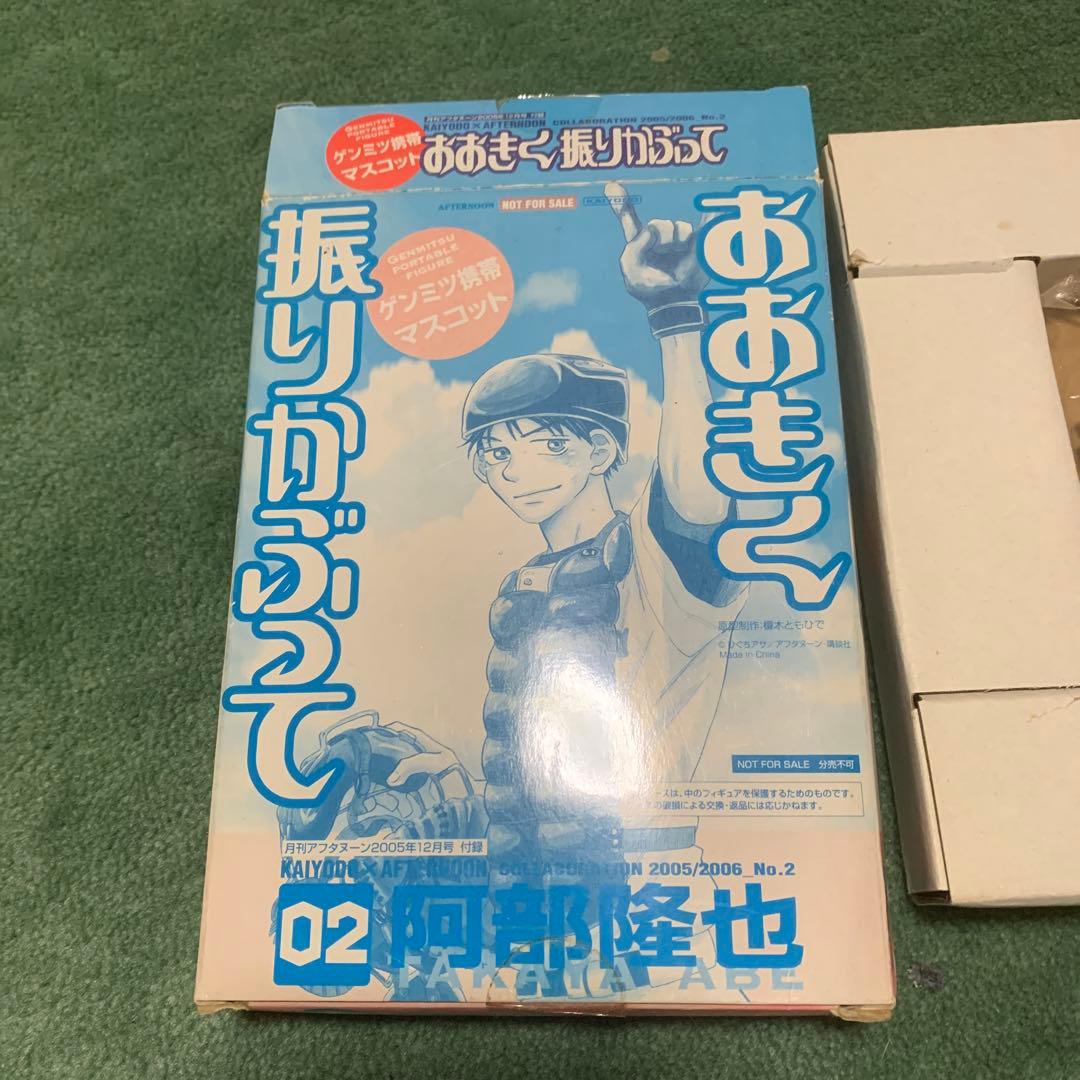 月刊アフタヌーン2005年12月号 付録
KAIYODO×AFTERNOON COLLABORATION 2005/2006_No.2
GENMITSU
PORTABLE
FIGURE
ゲンミツ携帯
マスコット
おおきく振りかぶって
AFTERNOON NOT FOR SALE KAIYODO
おおきく
振りかぶって
GENMITSU
PORTABLE
FIGURE
ゲンミツ携帯
マスコット
原型制作:榎木ともひで
©ひぐちアサ/アフタヌーン・講談社
Made in China
NOT FOR SALE 分売不可
ースは、中のフィギュアを保護するためのものです。
の破損による交換・返品には応じかねます。
月刊アフタヌーン2005年12月号 付録
KAIYODO×AFTERNOON COLLABORATION 2005/2006_No.2
02 阿部隆也
TAKAYA ABE